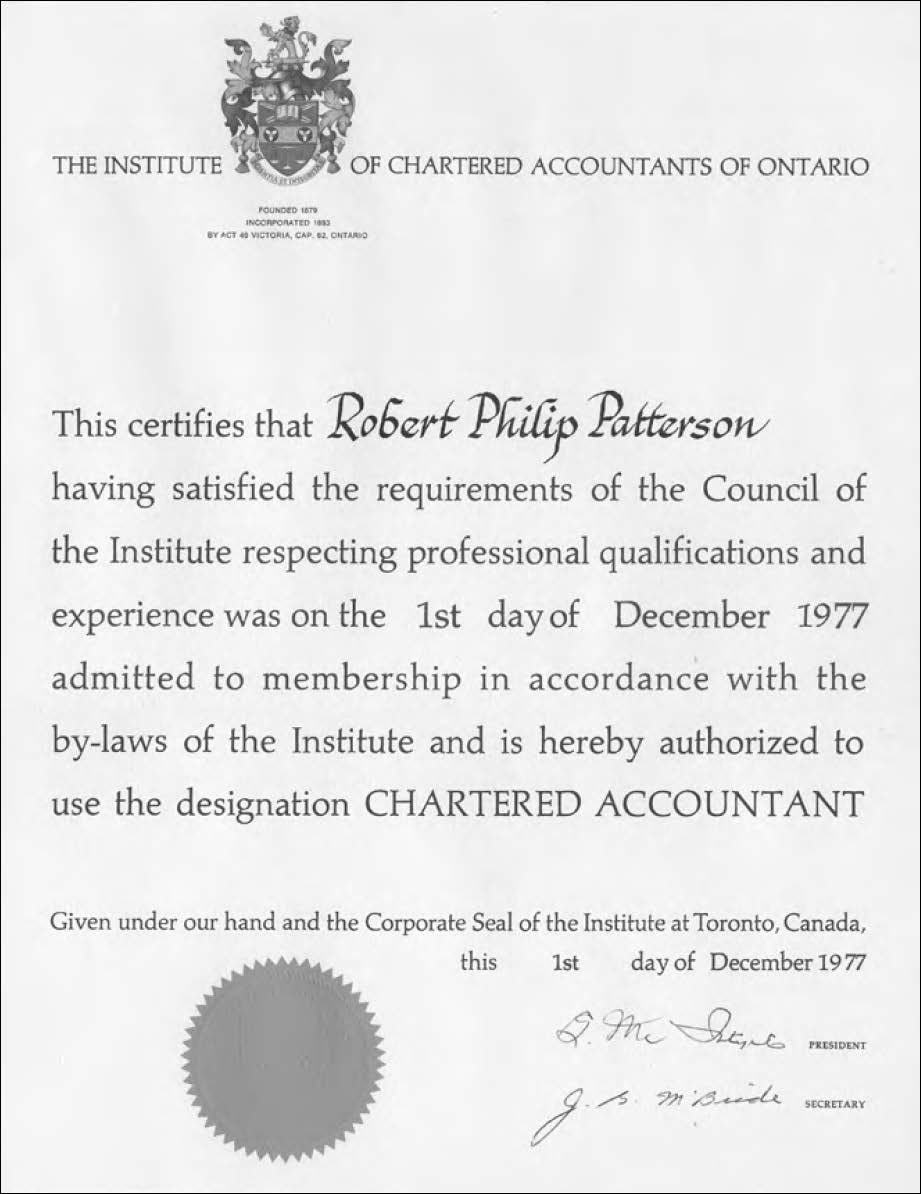 THE INSTITUTE OF CHARTERED ACCOUNTANTS OF ONTARIO
FOUNDED 1879
INCORPORATED 1883
BY ACT 46 VICTORIA, CAP. 62, ONTARIO
This certifies that Robert Philip Patterson
having satisfied the requirements of the Council of
the Institute respecting professional qualifications and
experience was on the 1st day of December 1977
admitted to membership in accordance with the
by-laws of the Institute and is hereby authorized to
use the designation CHARTERED ACCOUNTANT
Given under our hand and the Corporate Seal of the Institute at Toronto, Canada,
this 1st day of December 1977
PRESIDENT
J. S. McBride SECRETARY